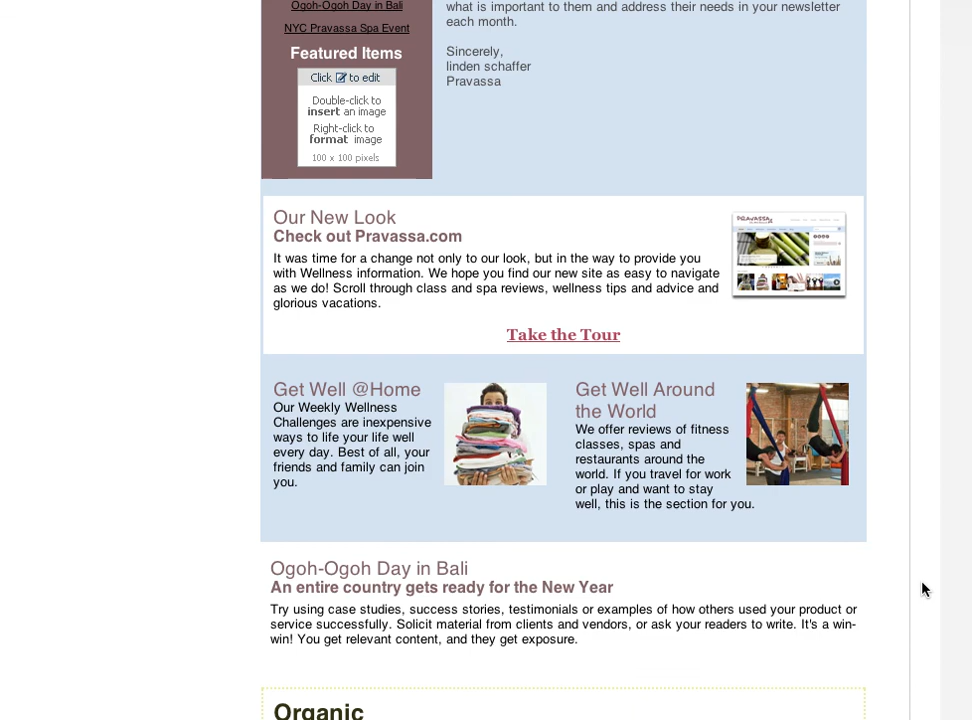 Ogoh-Ogoh Day in Bali
NYC Pravassa Spa Event
Featured Items
Click to edit
Double-click to
insert an image
Right-click to
format image
100 x 100 pixels
what is important to them and address their needs in your newsletter
each month.
Sincerely,
linden schaffer
Pravassa
Our New Look
Check out Pravassa.com
It was time for a change not only to our look, but in the way to provide you
with Wellness information. We hope you find our new site as easy to navigate
as we do! Scroll through class and spa reviews, wellness tips and advice and
glorious vacations.
PRAVASSA
Take the Tour
Get Well @Home
Our Weekly Wellness
Challenges are inexpensive
ways to life your life well
every day. Best of all, your
friends and family can join
you.
Get Well Around
the World
We offer reviews of fitness
classes, spas and
restaurants around the
world. If you travel for work
or play and want to stay
well, this is the section for you.
Ogoh-Ogoh Day in Bali
An entire country gets ready for the New Year
Try using case studies, success stories, testimonials or examples of how others used your product or
service successfully. Solicit material from clients and vendors, or ask your readers to write. It's a win-
win! You get relevant content, and they get exposure.
Organic